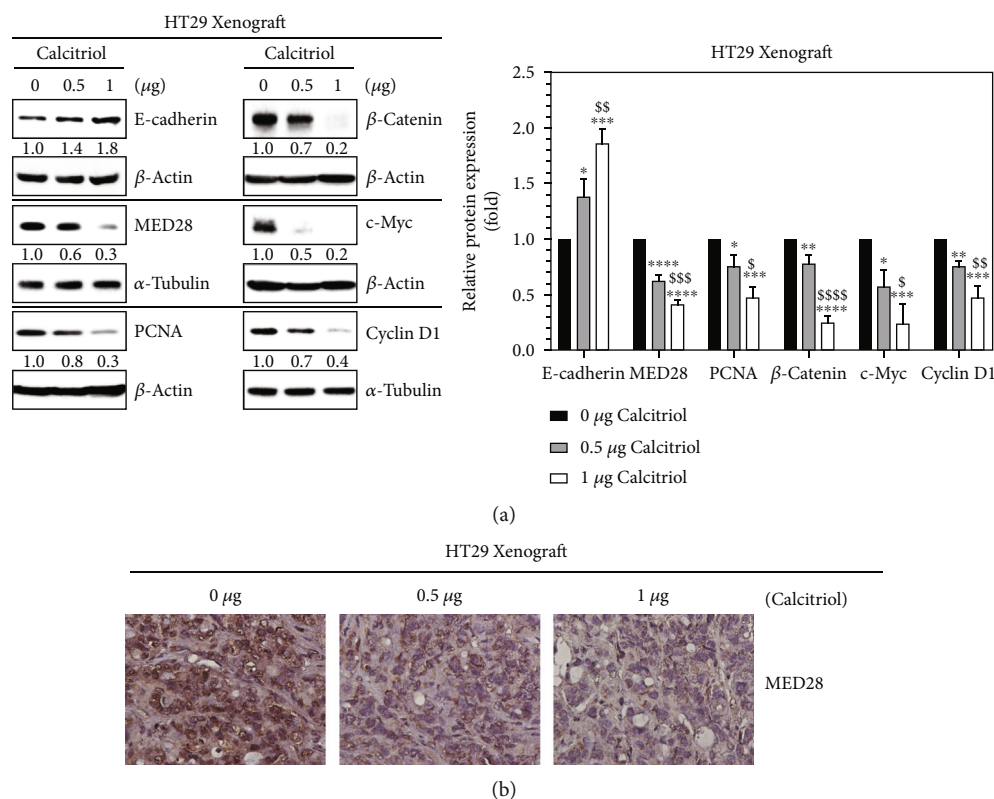 HT29 Xenograft
Calcitriol
0 0.5 1 (μg)
E-cadherin
1.0 1.4 1.8
β-Actin
MED28
1.0 0.6 0.3
α-Tubulin
PCNA
1.0 0.8 0.3
β-Actin
Calcitriol
0 0.5 1 (μg)
β-Catenin
1.0 0.7 0.2
β-Actin
c-Myc
1.0 0.5 0.2
β-Actin
Cyclin D1
1.0 0.7 0.4
α-Tubulin
HT29 Xenograft
Relative protein expression
(fold)
2.5
2.0
1.5
1.0
0.5
0.0
*
$$
***
****
$$$
****
*
$
***
**
$$$$
****
*
$
***
**
$$
***
E-cadherin MED28 PCNA β-Catenin c-Myc Cyclin D1
0 μg Calcitriol
0.5 μg Calcitriol
1 μg Calcitriol
(a)
HT29 Xenograft
0 μg 0.5 μg 1 μg (Calcitriol)
MED28
(b)